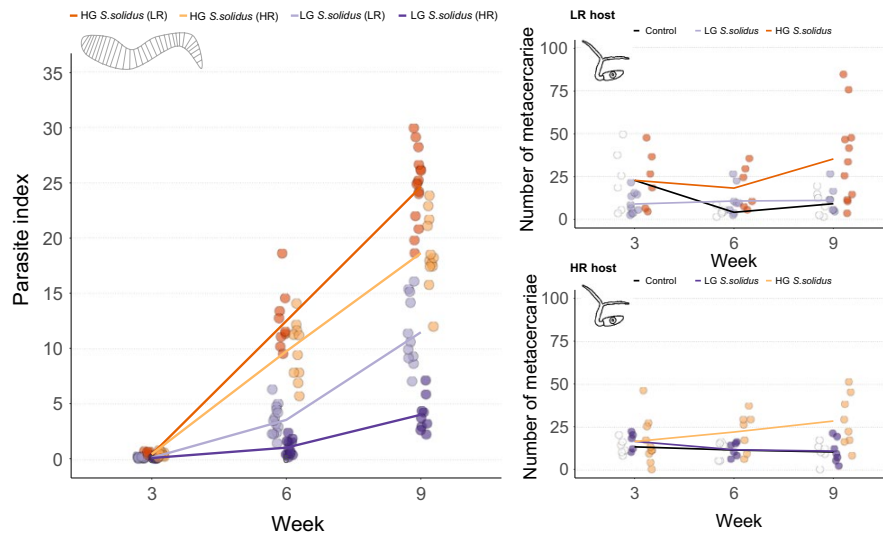 HG S.solidus (LR) HG S.solidus (HR) LG S.solidus (LR) LG S.solidus (HR)
35
30
25
20
15
10
5
0
Parasite index
3 6 9
Week
LR host
Control LG S.solidus HG S.solidus
100
75
50
25
0
Number of metacercariae
3 6 9
Week
HR host
Control LG S.solidus HG S.solidus
100
75
50
25
0
Number of metacercariae
3 6 9
Week